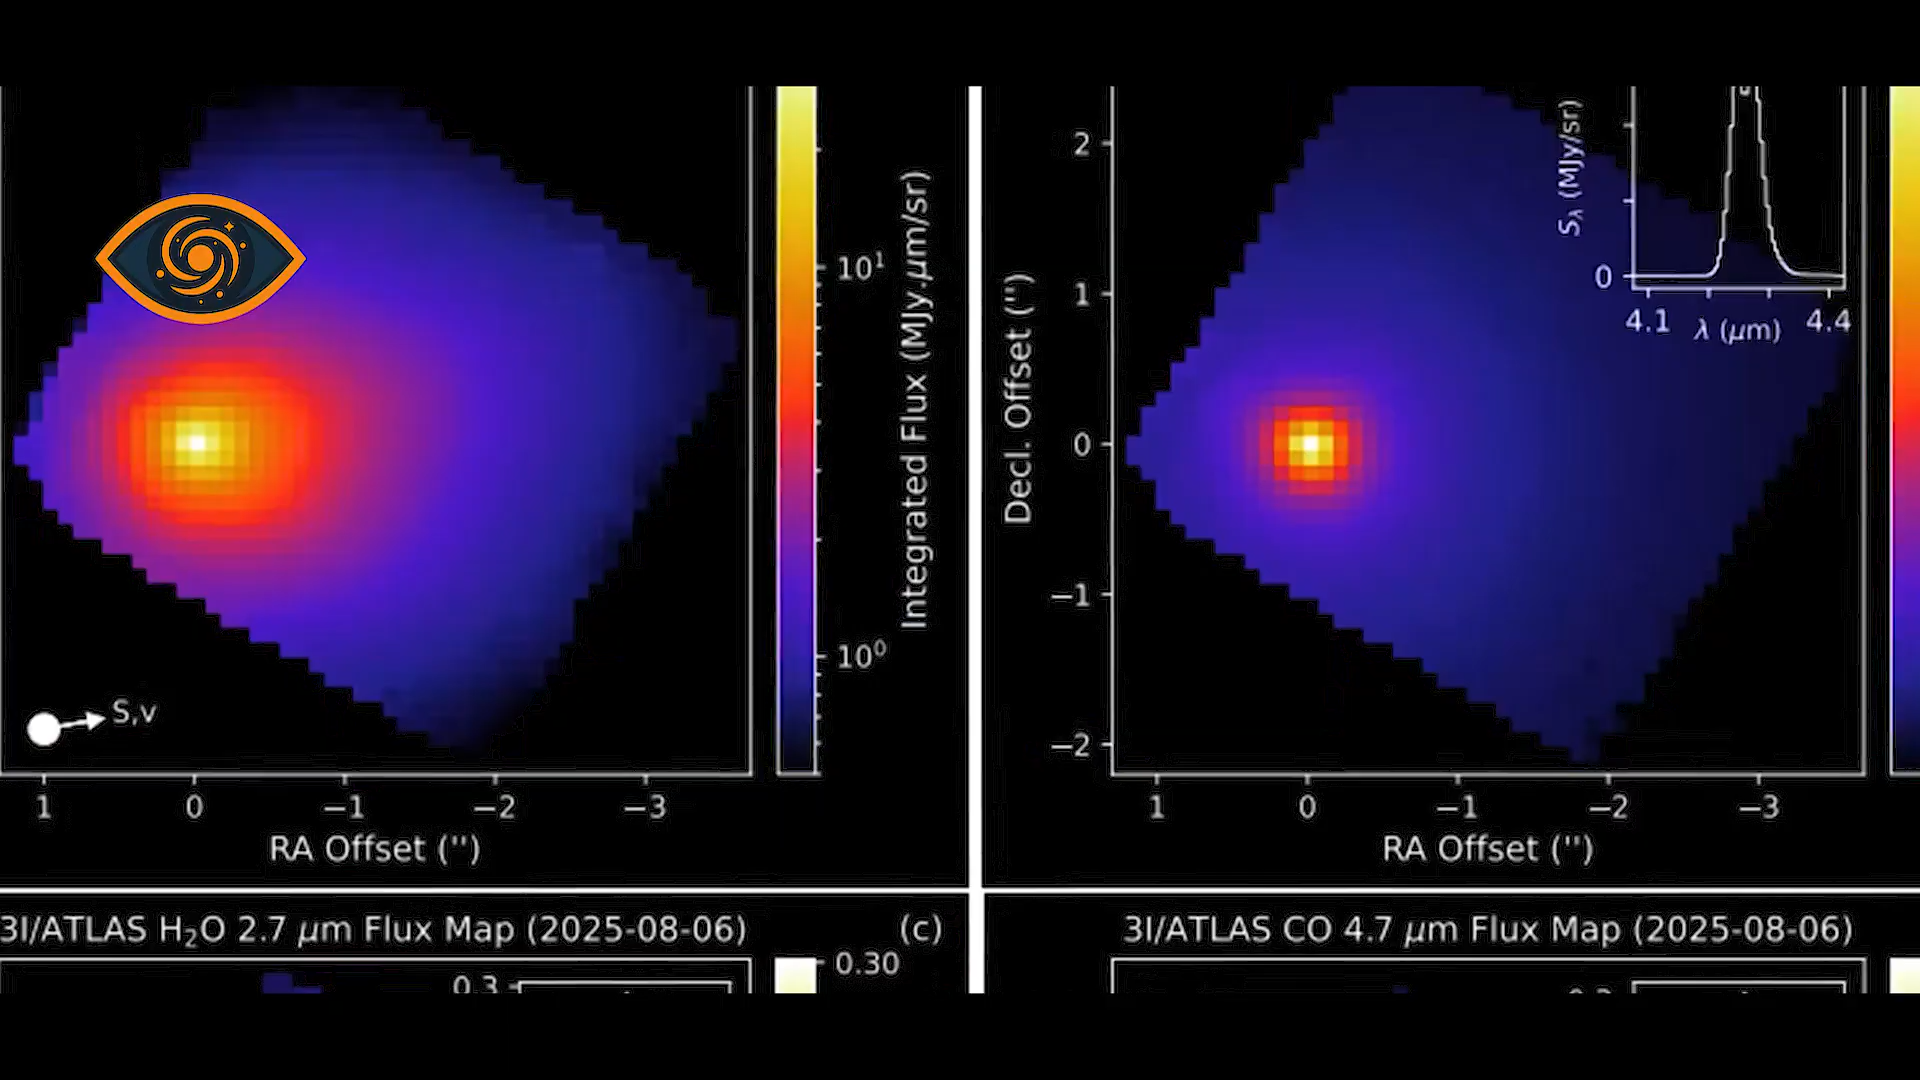 10¹
10⁰
Integrated Flux (MJy.μm/sr)
S,v
1 0 −1 −2 −3
RA Offset ('')
2
1
0
−1
−2
Decl. Offset ('')
Sλ (MJy/sr)
0
4.1 4.4
λ (μm)
1 0 −1 −2 −3
RA Offset ('')
3I/ATLAS H₂O 2.7 μm Flux Map (2025-08-06)
(c)
0.30
0.3
3I/ATLAS CO 4.7 μm Flux Map (2025-08-06)